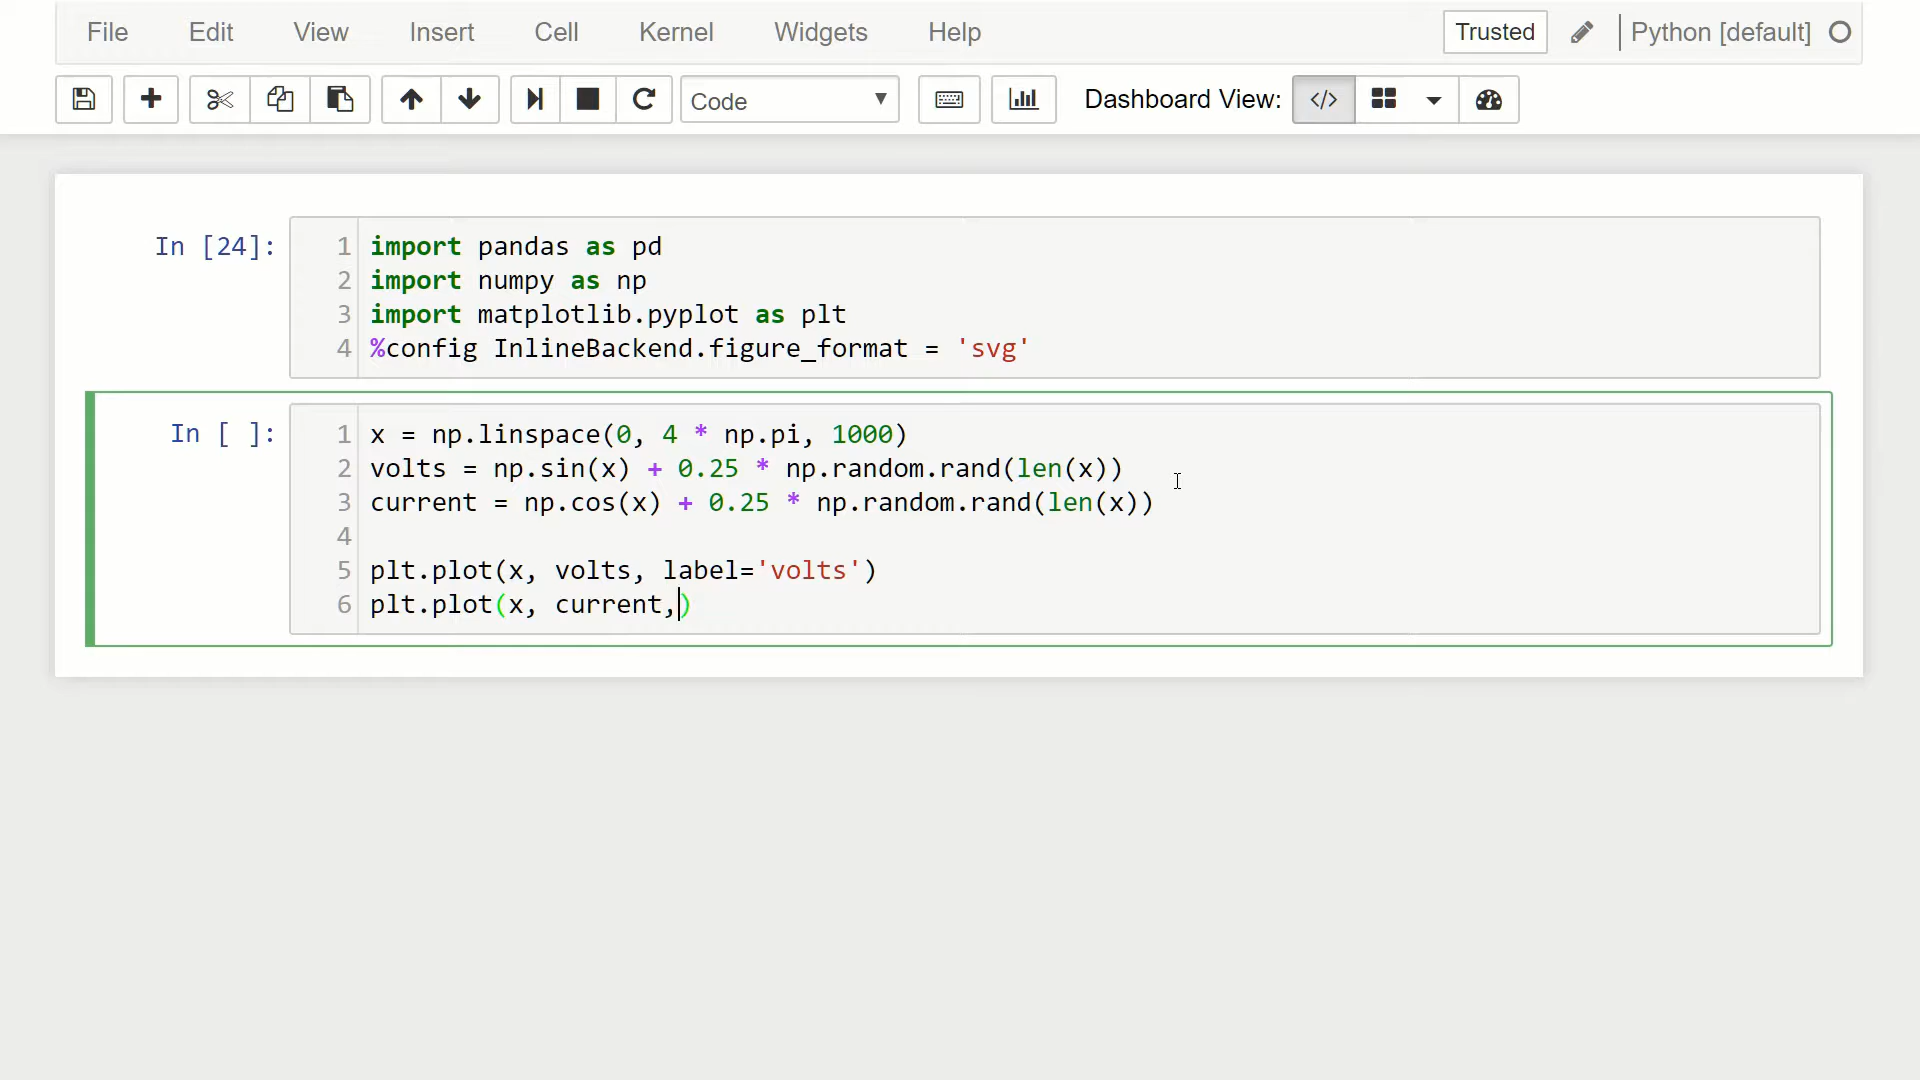 File Edit View Insert Cell Kernel Widgets Help Trusted Python [default]
Code Dashboard View: </>
In [24]:
1 import pandas as pd
2 import numpy as np
3 import matplotlib.pyplot as plt
4 %config InlineBackend.figure_format = 'svg'
In [ ]:
1 x = np.linspace(0, 4 * np.pi, 1000)
2 volts = np.sin(x) + 0.25 * np.random.rand(len(x))
3 current = np.cos(x) + 0.25 * np.random.rand(len(x))
4
5 plt.plot(x, volts, label='volts')
6 plt.plot(x, current,)